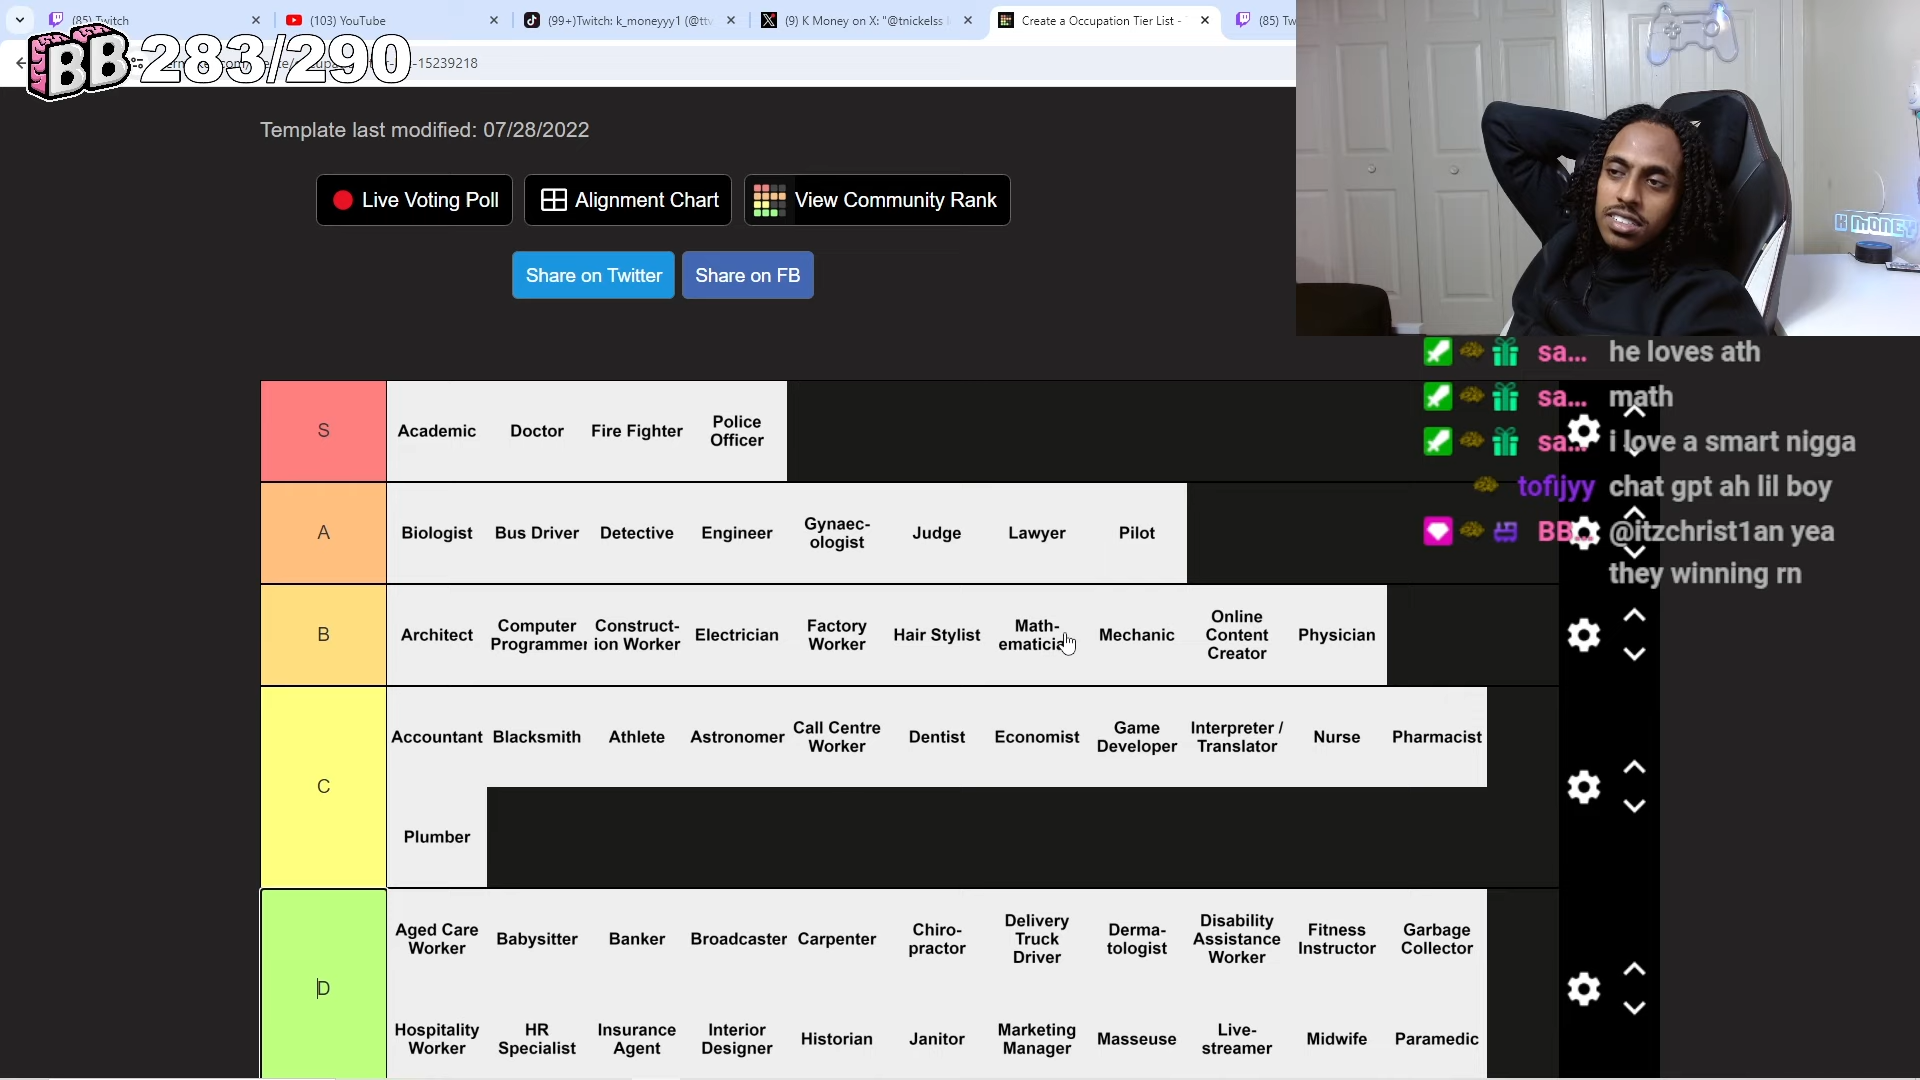 (85) Twitch
(103) YouTube
(99+)Twitch: k_moneyyy1 (@ttv
(9) K Money on X: "@tnickelss
Create a Occupation Tier List -
(85) Tw
BB 283/290
-15239218
Template last modified: 07/28/2022
Live Voting Poll
Alignment Chart
View Community Rank
Share on Twitter
Share on FB
K MONEY
sa... he loves ath
sa... math
sa... i love a smart nigga
tofijyy chat gpt ah lil boy
BB... @itzchrist1an yea
they winning rn
S
Academic
Doctor
Fire Fighter
Police
Officer
A
Biologist
Bus Driver
Detective
Engineer
Gynaec-
ologist
Judge
Lawyer
Pilot
B
Architect
Computer
Programmer
Construct-
ion Worker
Electrician
Factory
Worker
Hair Stylist
Math-
ematicia
Mechanic
Online
Content
Creator
Physician
C
Accountant
Blacksmith
Athlete
Astronomer
Call Centre
Worker
Dentist
Economist
Game
Developer
Interpreter /
Translator
Nurse
Pharmacist
Plumber
D
Aged Care
Worker
Babysitter
Banker
Broadcaster
Carpenter
Chiro-
practor
Delivery
Truck
Driver
Derma-
tologist
Disability
Assistance
Worker
Fitness
Instructor
Garbage
Collector
Hospitality
Worker
HR
Specialist
Insurance
Agent
Interior
Designer
Historian
Janitor
Marketing
Manager
Masseuse
Live-
streamer
Midwife
Paramedic